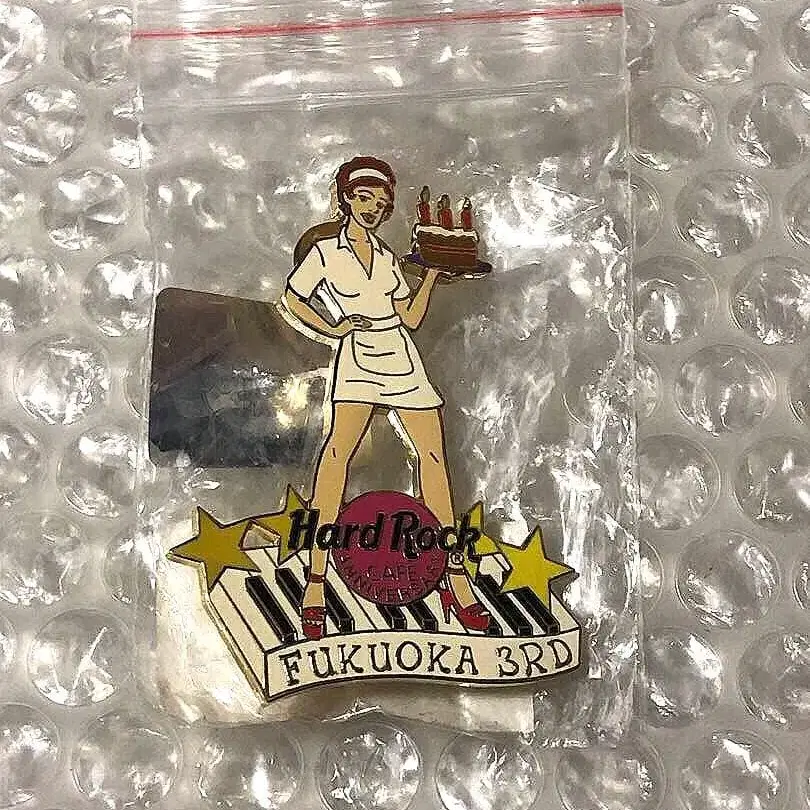 Hard Rock
®
CAFE
ANNIVERSARY
FUKUOKA 3RD